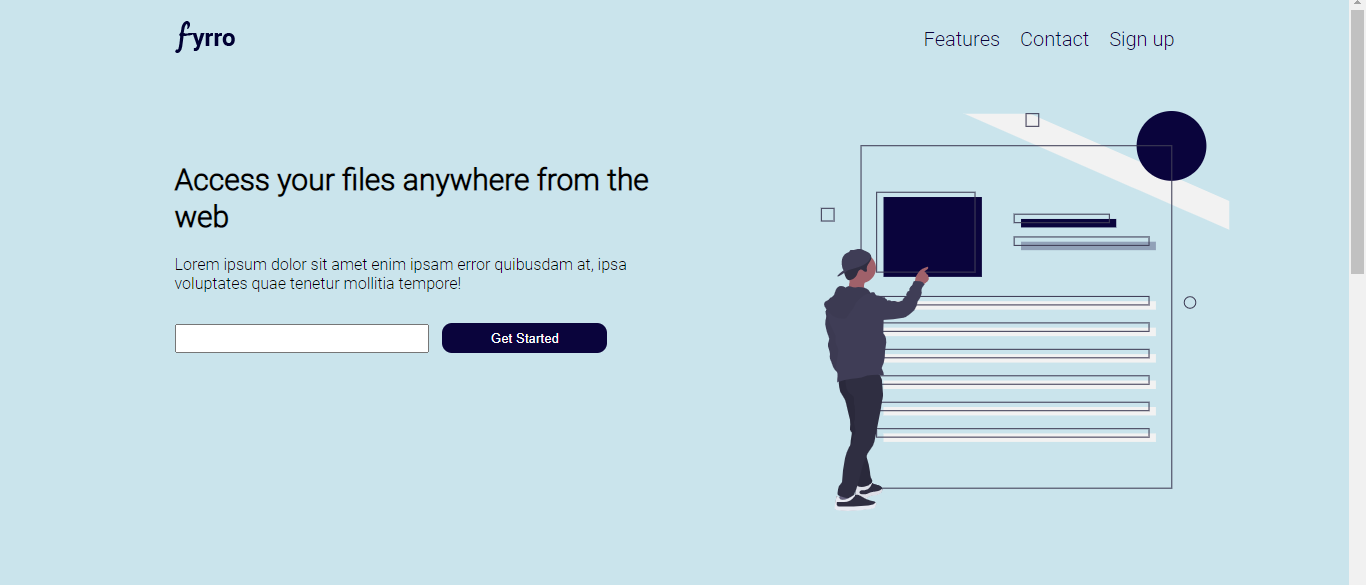 fyrro
Features Contact Sign up
Access your files anywhere from the
web
Lorem ipsum dolor sit amet enim ipsam error quibusdam at, ipsa
voluptates quae tenetur mollitia tempore!
Get Started